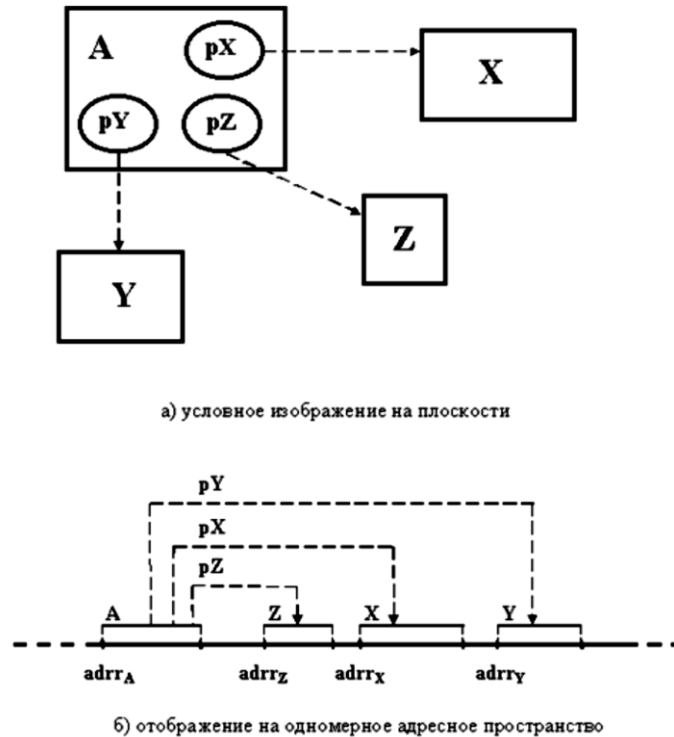 A
pX
X
pY
pZ
Z
Y
а) условное изображение на плоскости
pY
pX
pZ
A Z X Y
adrrA adrrZ adrrX adrrY
б) отображение на одномерное адресное пространство